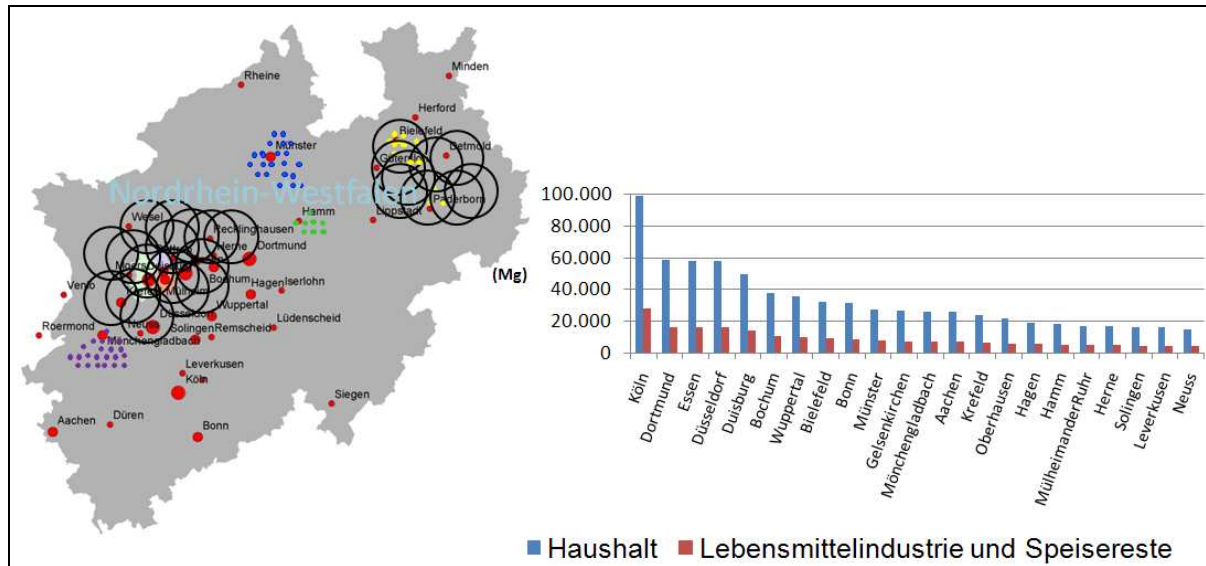 Minden
Rheine
Herford
Bielefeld
Münster
Detmold
Nordrhein-Westfalen
Paderborn
Hamm
Lippstadt
Wesel
Recklinghausen
Herne
Dortmund
Moers
Bochum
Hagen
Iserlohn
Venlo
Mülheim
Wuppertal
Düsseldorf
Lüdenscheid
Roermond
Neuss
Solingen
Remscheid
Mönchengladbach
Leverkusen
Köln
Siegen
Aachen
Düren
Bonn
(Mg)
100.000
80.000
60.000
40.000
20.000
0
Köln
Dortmund
Essen
Düsseldorf
Duisburg
Bochum
Wuppertal
Bielefeld
Bonn
Münster
Gelsenkirchen
Mönchengladbach
Aachen
Krefeld
Oberhausen
Hagen
Hamm
MülheimanderRuhr
Herne
Solingen
Leverkusen
Neuss
Haushalt
Lebensmittelindustrie und Speisereste